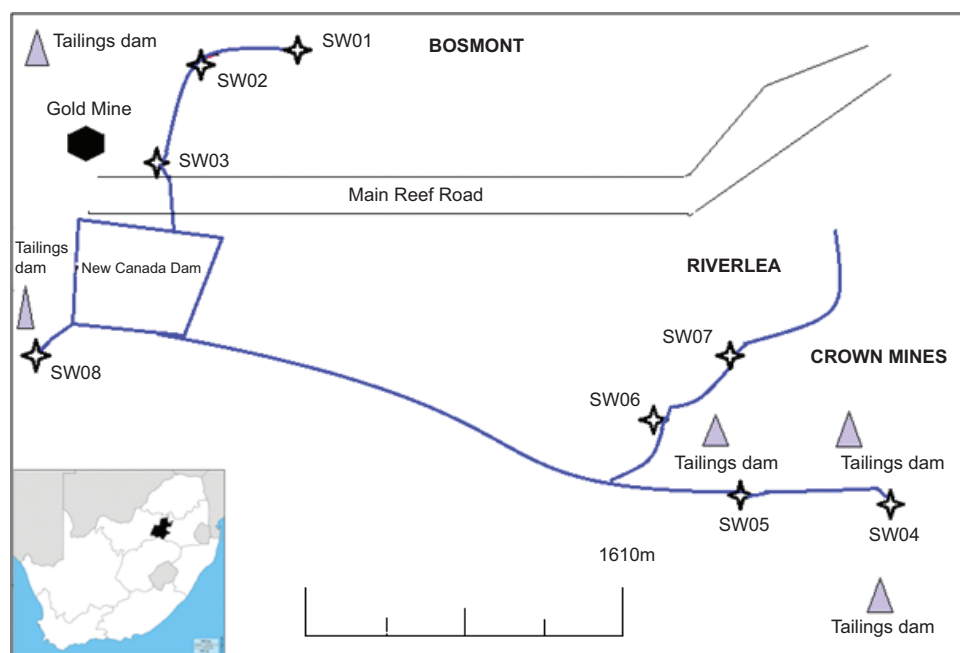 Tailings dam
SW01
BOSMONT
SW02
Gold Mine
SW03
Main Reef Road
Tailings
dam
New Canada Dam
RIVERLEA
SW07
CROWN MINES
SW08
SW06
Tailings dam
Tailings dam
SW05
SW04
1610m
Tailings dam